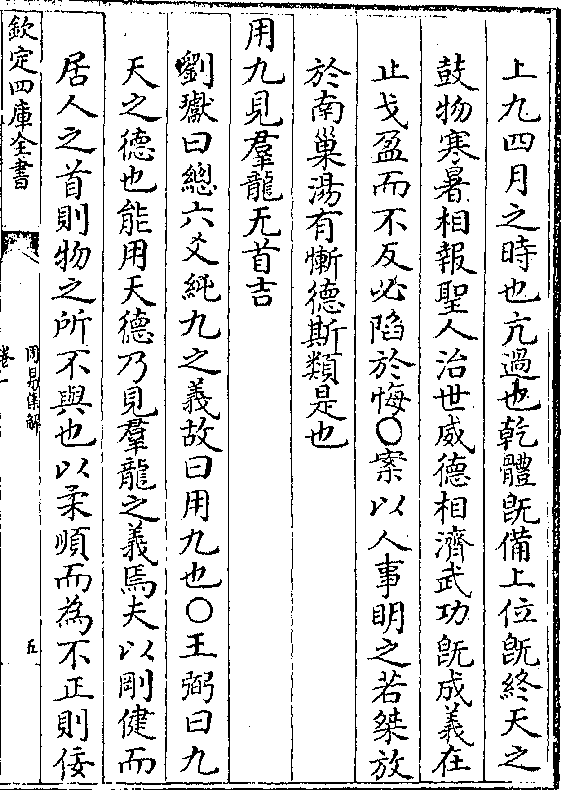 上九四月之時也亢過也乾體既備上位既終天之
鼓物寒暑相報聖人治世威德相濟武功既成義在
止戈盈而不反必陷於悔○案以人事明之若桀放
於南巢湯有慚德斯類是也
用九見羣龍无首吉
劉瓛曰總六爻純九之義故曰用九也○王弼曰九
天之德也能用天德乃見羣龍之義焉夫以剛健而
居人之首則物之所不與也以柔順而為不正則佞
欽定四庫全書
周易集解
卷一
五